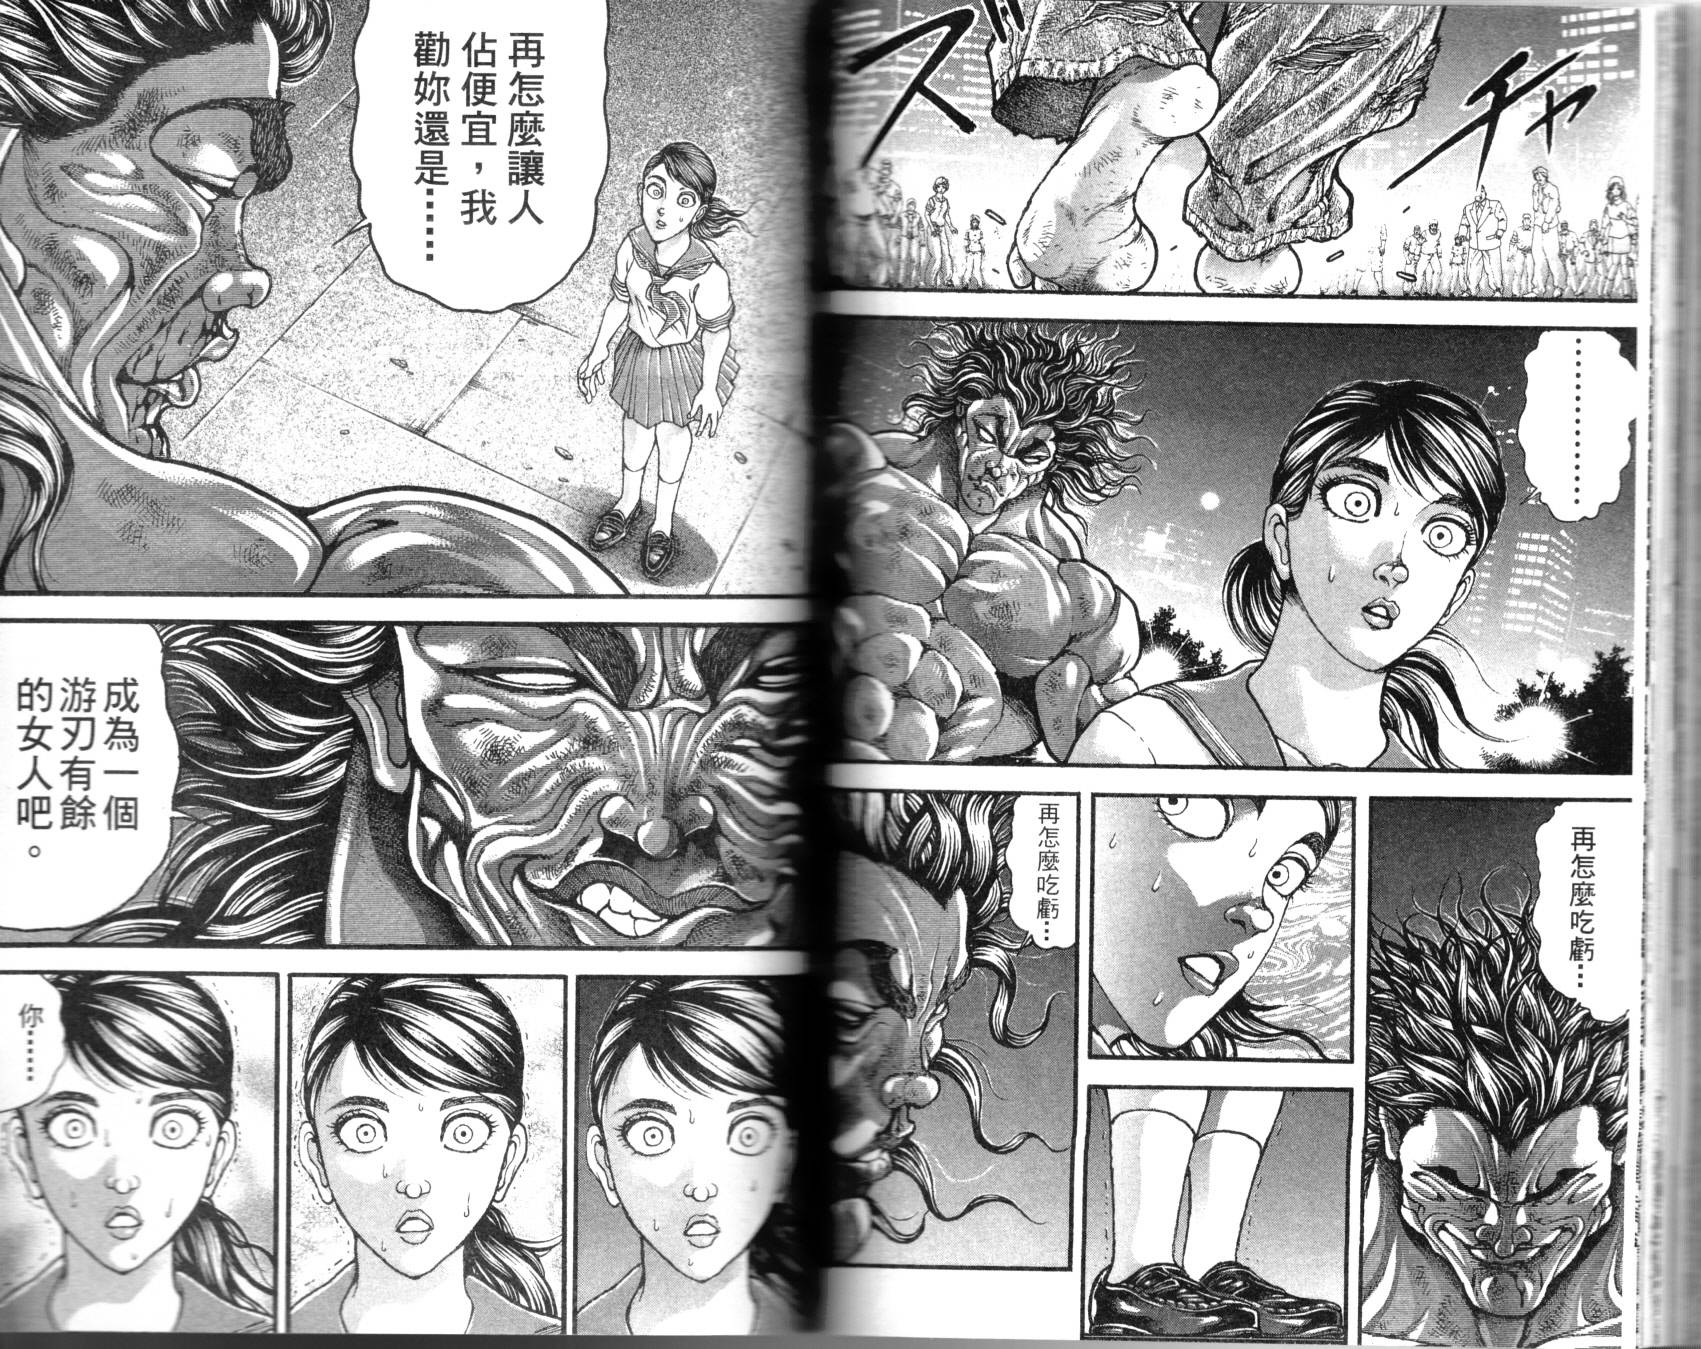 ズ
チャ
…………
再怎麼吃虧…
再怎麼吃虧…
再怎麼讓人
佔便宜，我
勸妳還是……
成為一個
游刃有餘
的女人吧。
你……